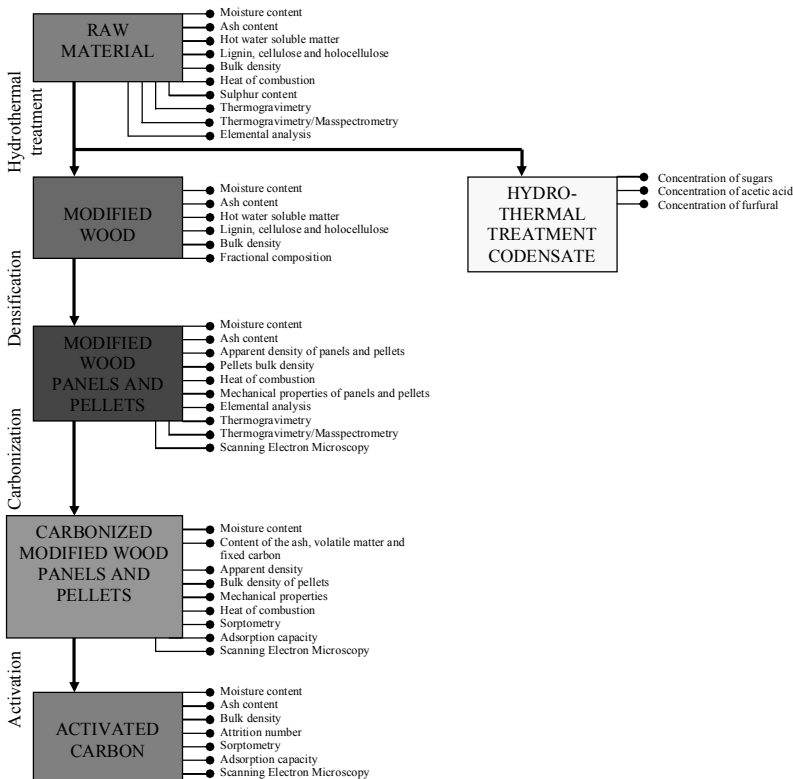 RAW
MATERIAL
Moisture content
Ash content
Hot water soluble matter
Lignin, cellulose and holocellulose
Bulk density
Heat of combustion
Sulphur content
Thermogravimetry
Thermogravimetry/Masspectrometry
Elemental analysis
Hydrothermal
treatment
MODIFIED
WOOD
Moisture content
Ash content
Hot water soluble matter
Lignin, cellulose and holocellulose
Bulk density
Fractional composition
HYDRO-
THERMAL
TREATMENT
CODENSATE
Concentration of sugars
Concentration of acetic acid
Concentration of furfural
Densification
MODIFIED
WOOD
PANELS AND
PELLETS
Moisture content
Ash content
Apparent density of panels and pellets
Pellets bulk density
Heat of combustion
Mechanical properties of panels and pellets
Elemental analysis
Thermogravimetry
Thermogravimetry/Masspectrometry
Scanning Electron Microscopy
Carbonization
CARBONIZED
MODIFIED WOOD
PANELS AND
PELLETS
Moisture content
Content of the ash, volatile matter and
fixed carbon
Apparent density
Bulk density of pellets
Mechanical properties
Heat of combustion
Sorptometry
Adsorption capacity
Scanning Electron Microscopy
Activation
ACTIVATED
CARBON
Moisture content
Ash content
Bulk density
Attrition number
Sorptometry
Adsorption capacity
Scanning Electron Microscopy